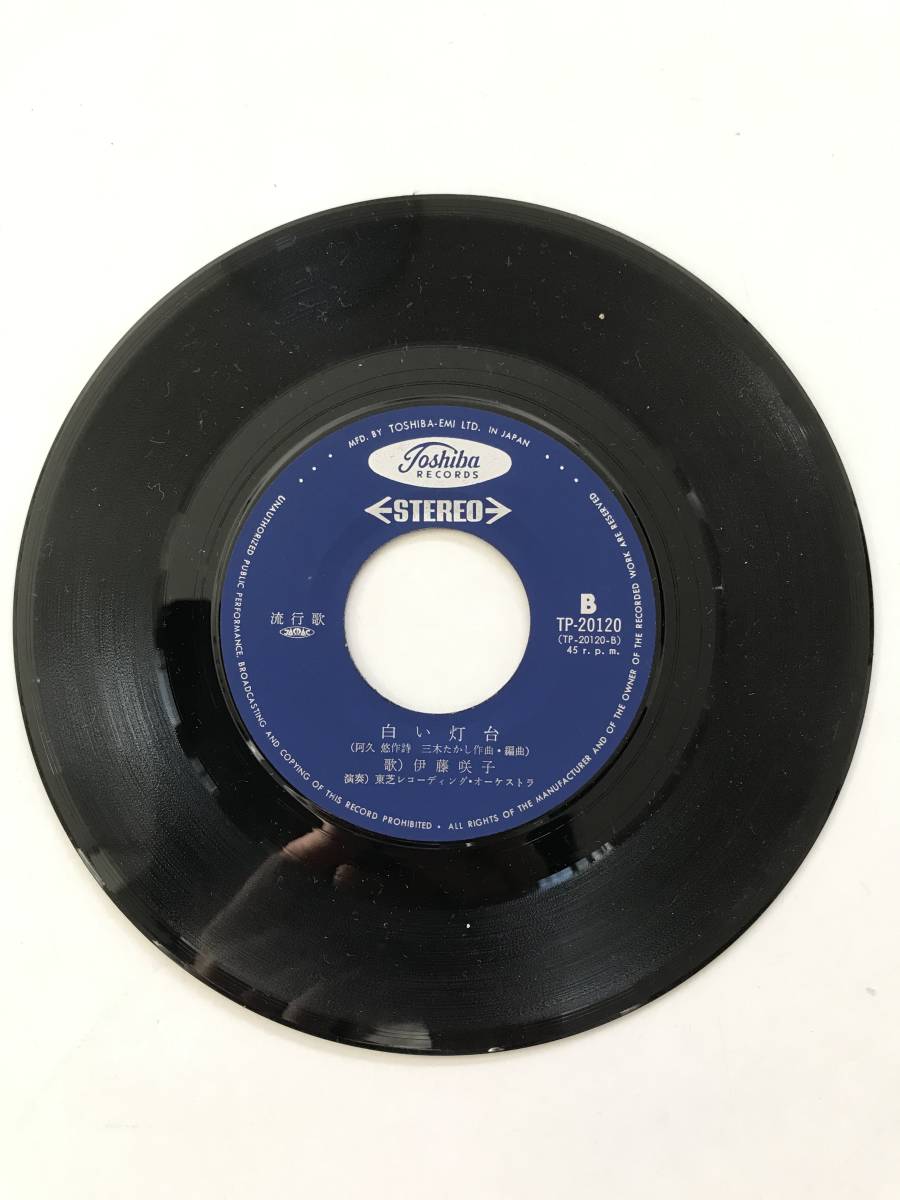 MFD. BY TOSHIBA-EMI LTD. IN JAPAN
Toshiba
RECORDS
STEREO
流行歌
JASRAC
B
TP-20120
(TP-20120-B)
45 r.p.m.
白い灯台
(阿久 悠作詩 三木たかし作曲・編曲)
歌) 伊藤咲子
演奏) 東芝レコーディング・オーケストラ
UNAUTHORIZED PUBLIC PERFORMANCE, BROADCASTING AND COPYING OF THIS RECORD PROHIBITED • ALL RIGHTS OF THE MANUFACTURER AND OF THE OWNER OF THE RECORDED WORK ARE RESERVED